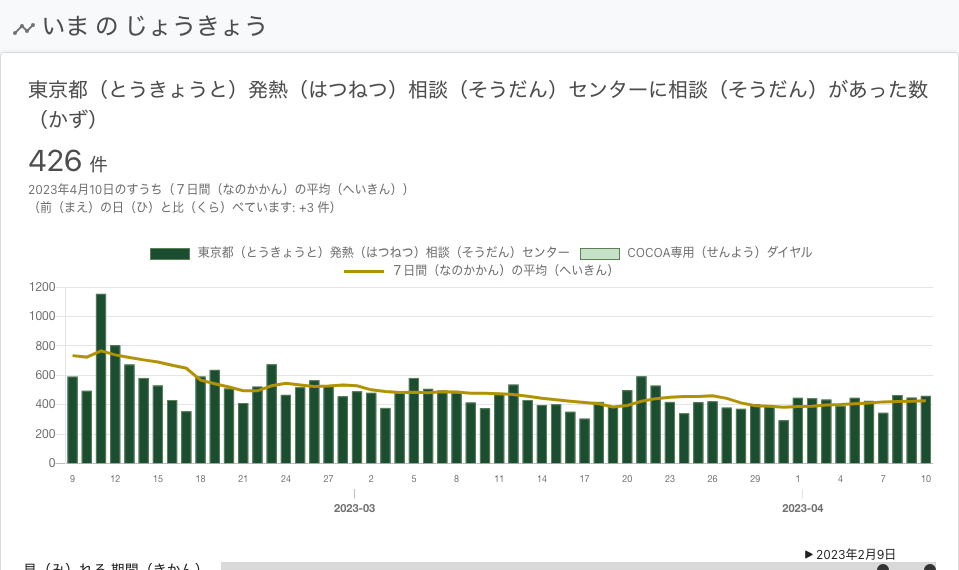 いま の じょうきょう
東京都（とうきょうと）発熱（はつねつ）相談（そうだん）センターに相談（そうだん）があった数
（かず）
426 件
2023年4月10日のすうち（７日間（なのかかん）の平均（へいきん））
（前（まえ）の日（ひ）と比（くら）べています: +3 件）
東京都（とうきょうと）発熱（はつねつ）相談（そうだん）センター COCOA専用（せんよう）ダイヤル
７日間（なのかかん）の平均（へいきん）
1200
1000
800
600
400
200
0
9 12 15 18 21 24 27 2 5 8 11 14 17 20 23 26 29 1 4 7 10
2023-03 2023-04
▶ 2023年2月9日
見（み）れる 期間（きかん）